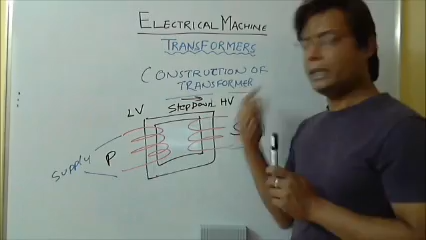 ELECTRICAL MACHINE
TRANSFORMERS
CONSTRUCTION OF
TRANSFORMER
LV Step Down HV
Supply P S